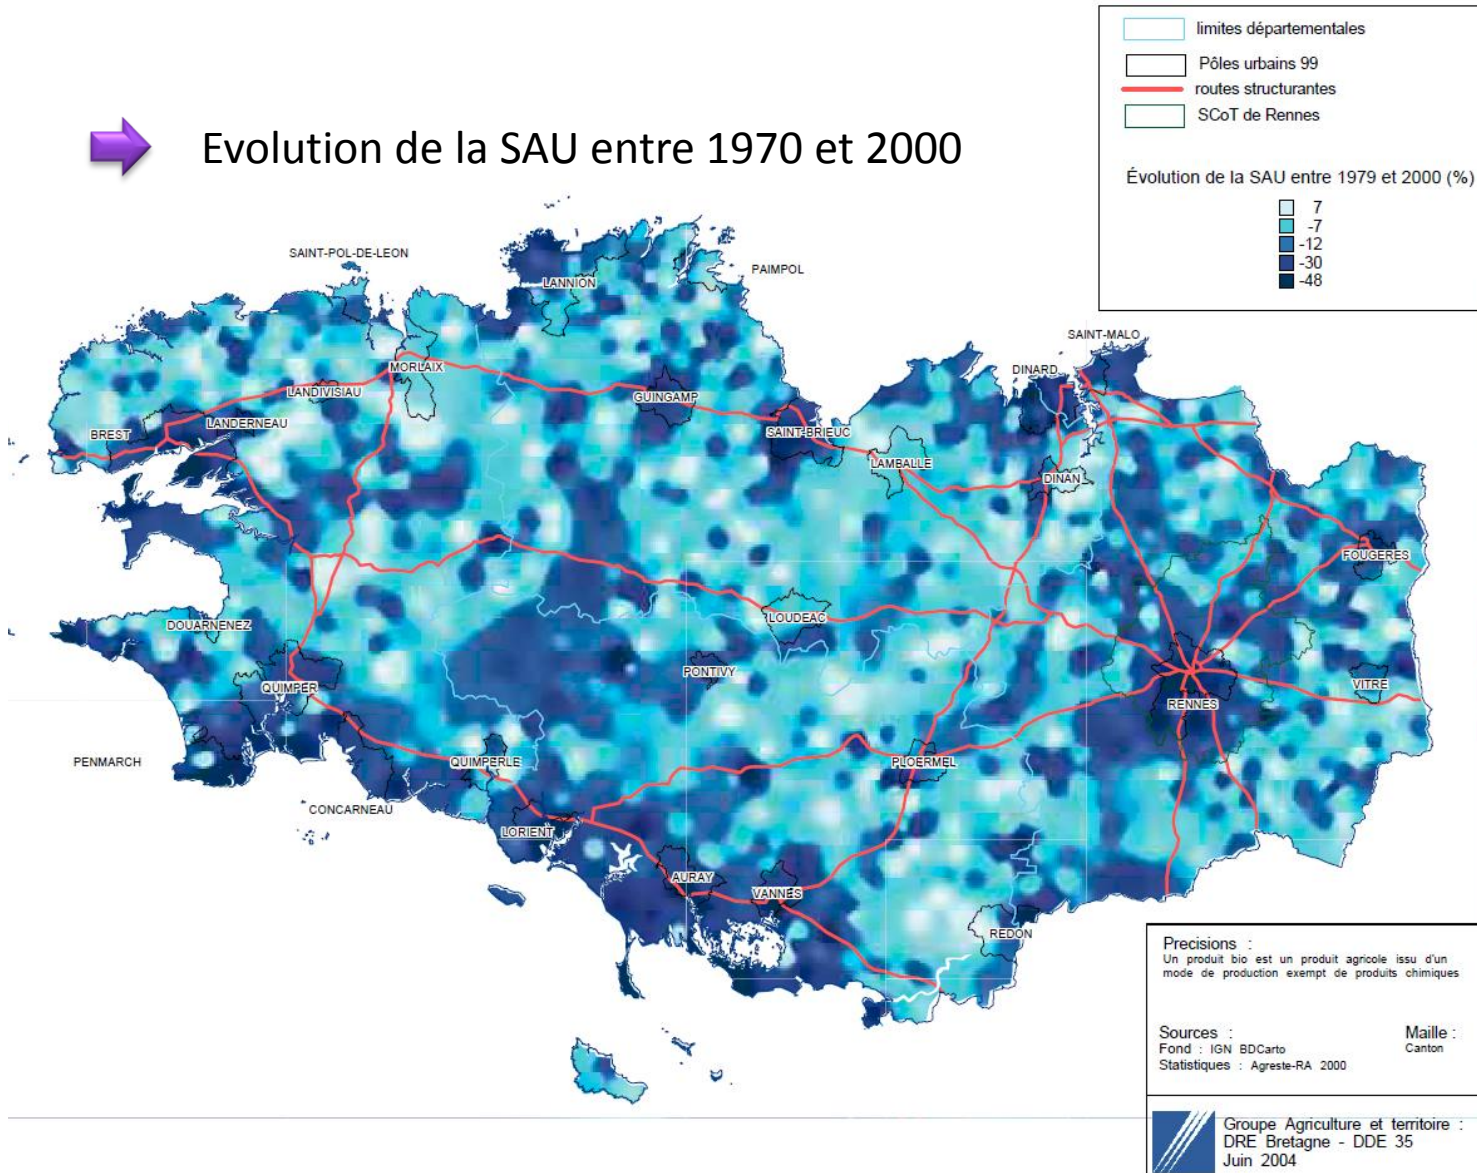 limites départementales
Pôles urbains 99
routes structurantes
SCoT de Rennes
Evolution de la SAU entre 1970 et 2000
Évolution de la SAU entre 1979 et 2000 (%)
7
-7
-12
-30
-48
SAINT-POL-DE-LEON
PAIMPOL
LANNION
SAINT-MALO
MORLAIX
DINARD
LANDIVISIAU
GUINGAMP
LANDERNEAU
BREST
SAINT-BRIEUC
LAMBALLE
DINAN
FOUGERES
DOUARNENEZ
LOUDEAC
PONTIVY
QUIMPER
VITRE
RENNES
PENMARCH
QUIMPERLE
PLOERMEL
CONCARNEAU
LORIENT
AURAY
VANNES
REDON
Precisions :
Un produit bio est un produit agricole issu d'un
mode de production exempt de produits chimiques
Sources :
Maille :
Fond : IGN BDCarto
Canton
Statistiques : Agreste-RA 2000
Groupe Agriculture et territoire :
DRE Bretagne - DDE 35
Juin 2004